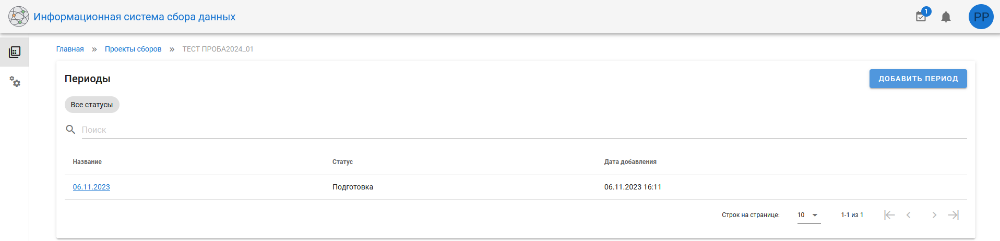 Информационная система сбора данных
1
PP
Главная » Проекты сборов » ТЕСТ ПРОБА2024_01
Периоды
ДОБАВИТЬ ПЕРИОД
Все статусы
Поиск
Название Статус Дата добавления
06.11.2023 Подготовка 06.11.2023 16:11
Строк на странице: 10 1-1 из 1